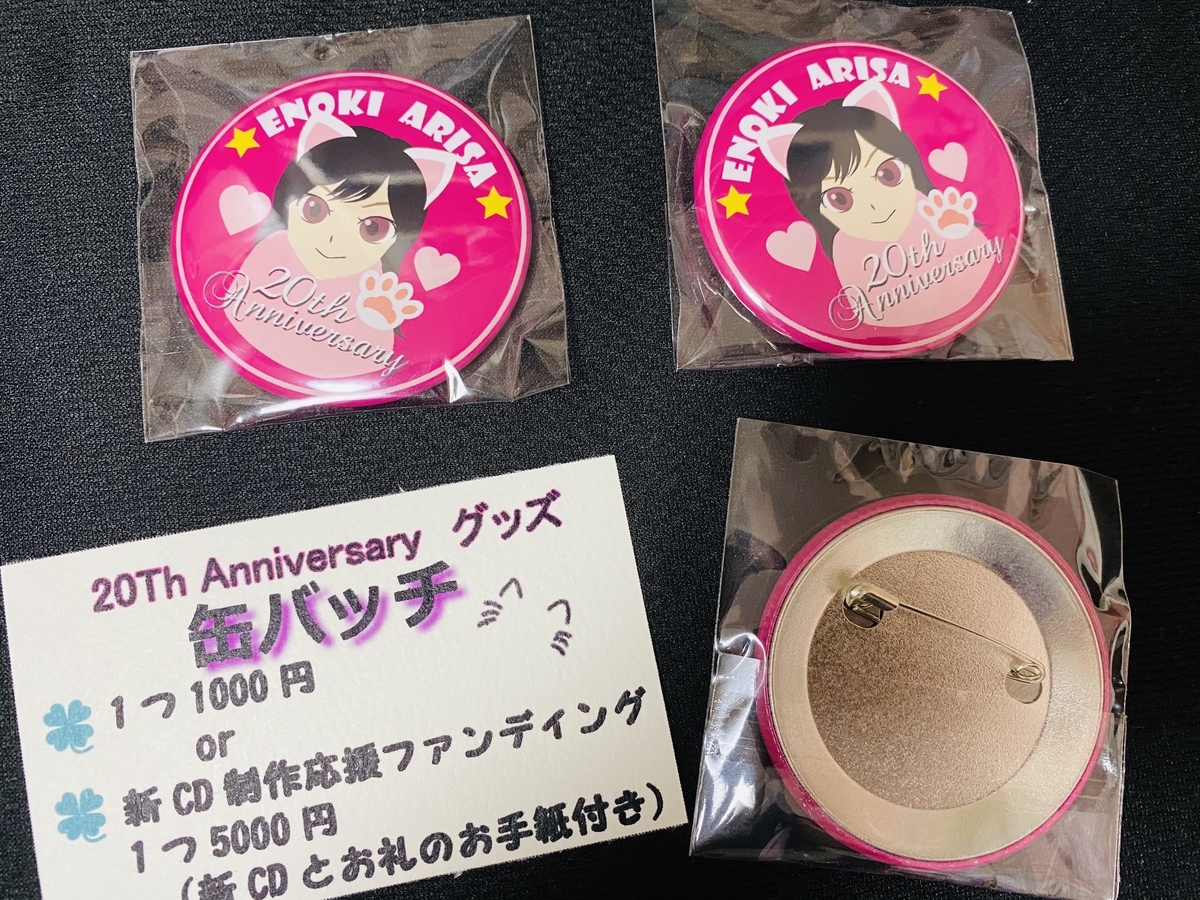 ENOKI ARISA
20th
Anniversary
ENOKI ARISA
20th
Anniversary
20Th Anniversary グッズ
缶バッチ
1つ1000円
or
新CD制作応援ファンディング
1つ5000円
（新CDとお礼のお手紙付き）